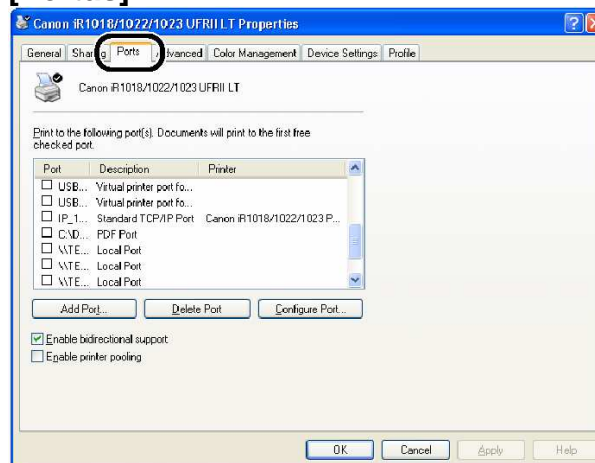 Canon iR1018/1022/1023 UFRII LT Properties
General Sharing Ports Advanced Color Management Device Settings Profile
Canon iR1018/1022/1023 UFRII LT
Print to the following port(s). Documents will print to the first free
checked port.
Port Description Printer
USB... Virtual printer port fo...
USB... Virtual printer port fo...
IP_1... Standard TCP/IP Port Canon iR1018/1022/1023 P...
C:\D... PDF Port
\\TE... Local Port
\\TE... Local Port
\\TE... Local Port
Add Port... Delete Port Configure Port...
Enable bidirectional support
Enable printer pooling
OK Cancel Apply Help